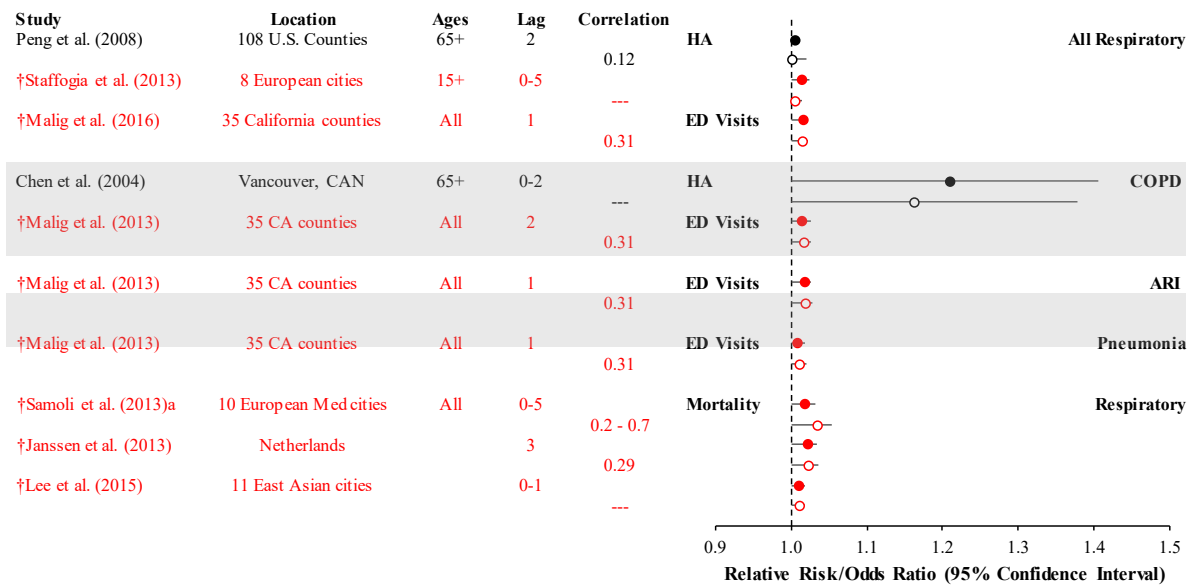 Study Location Ages Lag Correlation
Peng et al. (2008) 108 U.S. Counties 65+ 2 HA All Respiratory
0.12
†Staffogia et al. (2013) 8 European cities 15+ 0-5
---
†Malig et al. (2016) 35 California counties All 1 ED Visits
0.31
Chen et al. (2004) Vancouver, CAN 65+ 0-2 HA COPD
---
†Malig et al. (2013) 35 CA counties All 2 ED Visits
0.31
†Malig et al. (2013) 35 CA counties All 1 ED Visits ARI
0.31
†Malig et al. (2013) 35 CA counties All 1 ED Visits Pneumonia
0.31
†Samoli et al. (2013)a 10 European Med cities All 0-5 Mortality Respiratory
0.2 - 0.7
†Janssen et al. (2013) Netherlands 3
0.29
†Lee et al. (2015) 11 East Asian cities 0-1
---
0.9 1.0 1.1 1.2 1.3 1.4 1.5
Relative Risk/Odds Ratio (95% Confidence Interval)